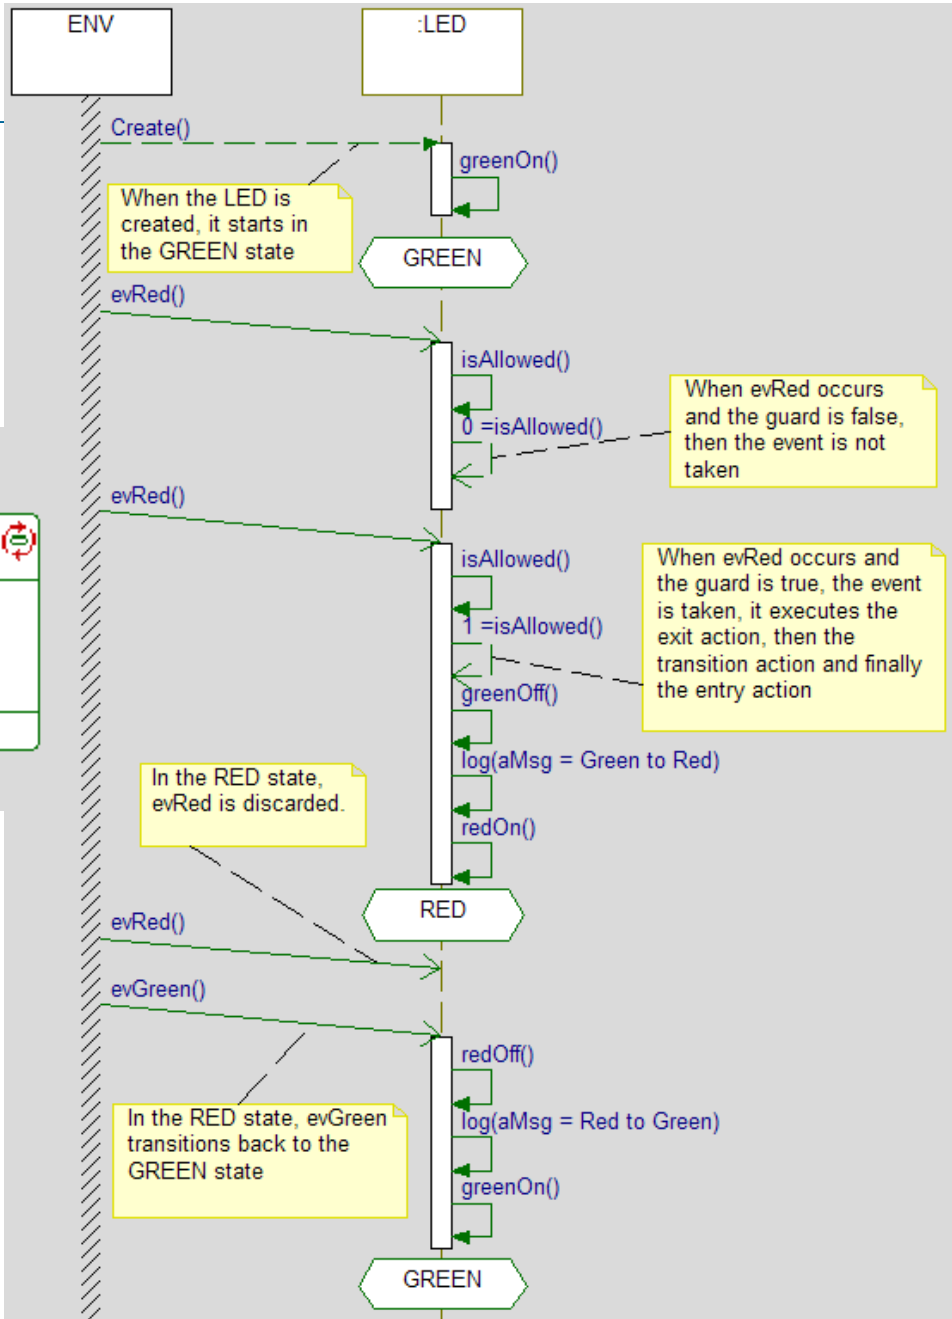 ENV
:LED
Create()
greenOn()
When the LED is
created, it starts in
the GREEN state
GREEN
evRed()
isAllowed()
0 =isAllowed()
When evRed occurs
and the guard is false,
then the event is not
taken
evRed()
isAllowed()
1 =isAllowed()
When evRed occurs and
the guard is true, the event
is taken, it executes the
exit action, then the
transition action and finally
the entry action
greenOff()
log(aMsg = Green to Red)
In the RED state,
evRed is discarded.
redOn()
RED
evRed()
evGreen()
redOff()
In the RED state, evGreen
transitions back to the
GREEN state
log(aMsg = Red to Green)
greenOn()
GREEN